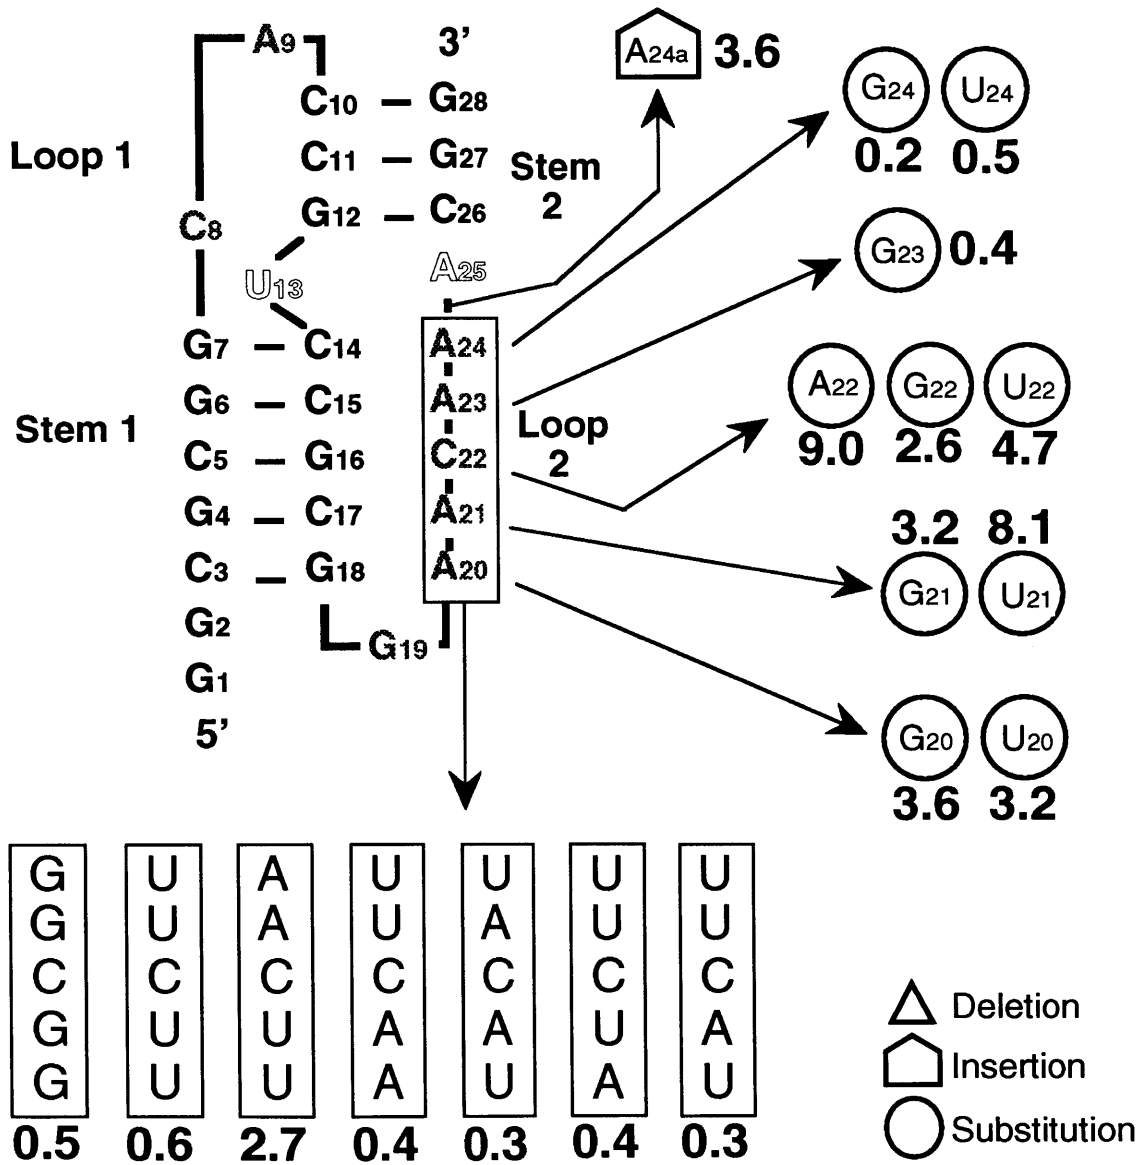 A9 3’ A24a 3.6
G24 U24
C10 – G28
0.2 0.5
Loop 1 C11 – G27 Stem
2
C8 G12 – C26
G23 0.4
U13 A25
G7 – C14 A24
A22 G22 U22
G6 – C15 A23
Stem 1 Loop
9.0 2.6 4.7
C5 – G16 C22 2
G4 – C17 A21
3.2 8.1
C3 – G18 A20
G21 U21
G2
G19
G1
5’
G20 U20
3.6 3.2
G U A U U U U
G U A U A U U
C C C C C C C
G U U A A U A
G U U A U A U
0.5 0.6 2.7 0.4 0.3 0.4 0.3
Deletion
Insertion
Substitution